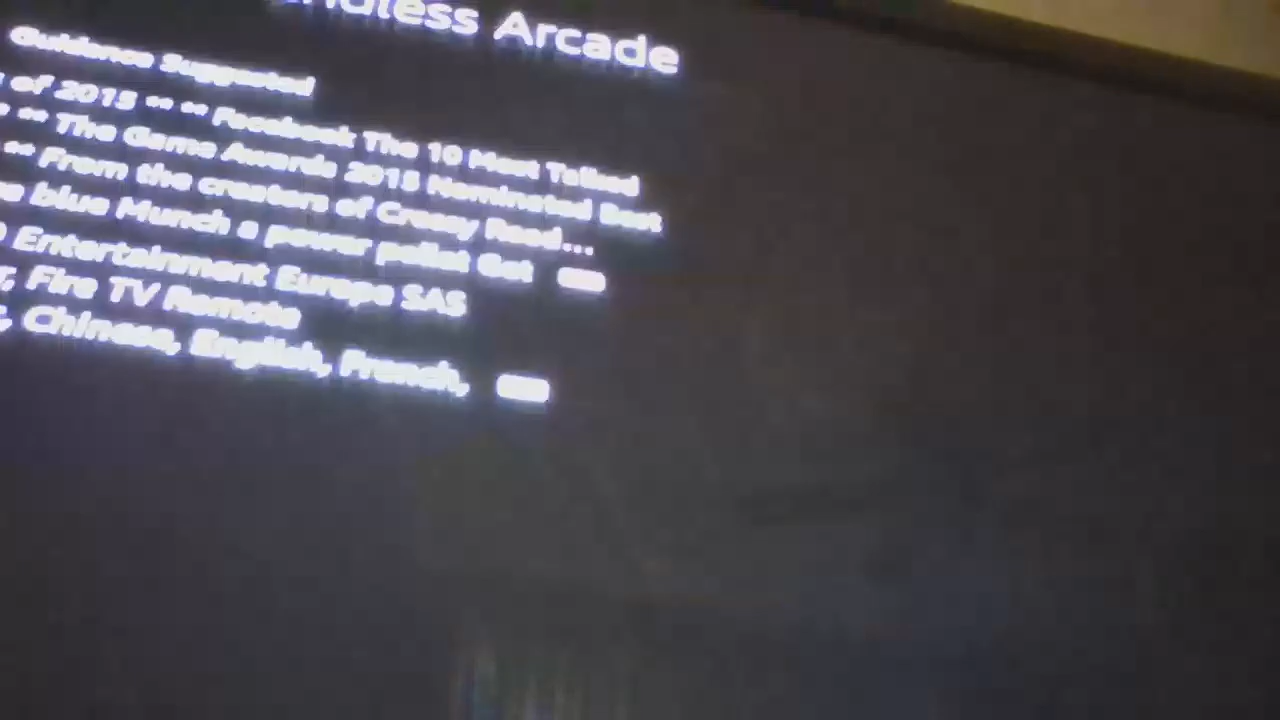 Endless Arcade
Guidance Suggested
of 2015 ** ** Facebook The 10 Most Talked
** The Game Awards 2015 Nominated Best
** From the creators of Crossy Road...
blue Munch a power pellet Get
Entertainment Europe SAS
Fire TV Remote
Chinese, English, French,